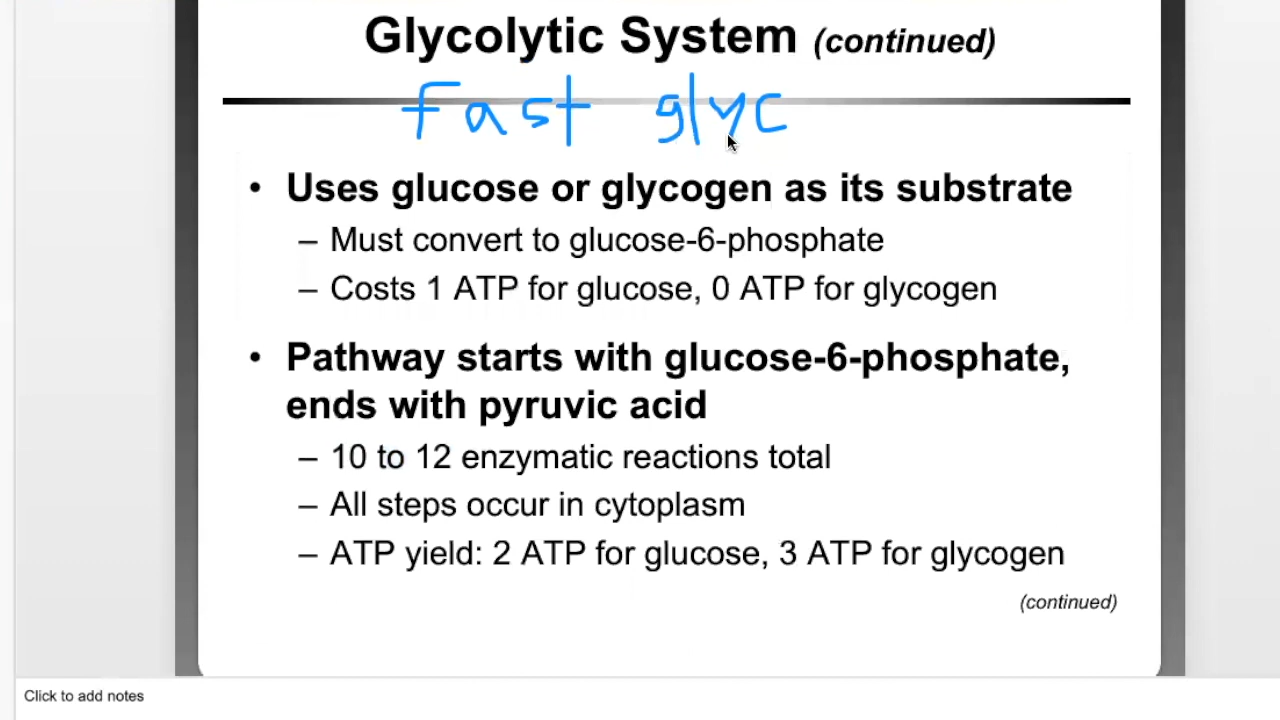 Glycolytic System (continued)
Fast glyc
• Uses glucose or glycogen as its substrate
– Must convert to glucose-6-phosphate
– Costs 1 ATP for glucose, 0 ATP for glycogen
• Pathway starts with glucose-6-phosphate,
ends with pyruvic acid
– 10 to 12 enzymatic reactions total
– All steps occur in cytoplasm
– ATP yield: 2 ATP for glucose, 3 ATP for glycogen
(continued)
Click to add notes